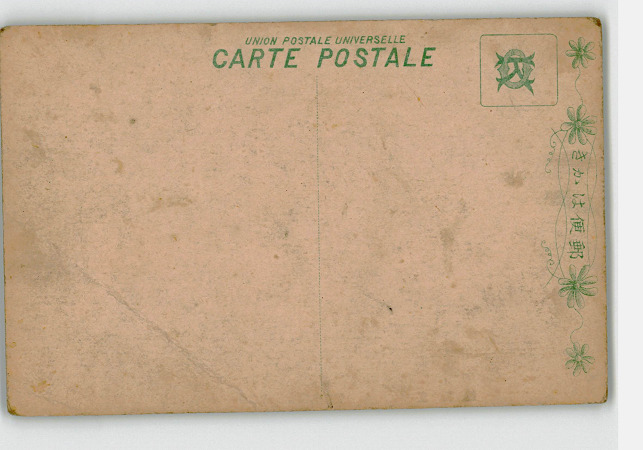 UNION POSTALE UNIVERSELLE
CARTE POSTALE
郵便はかき